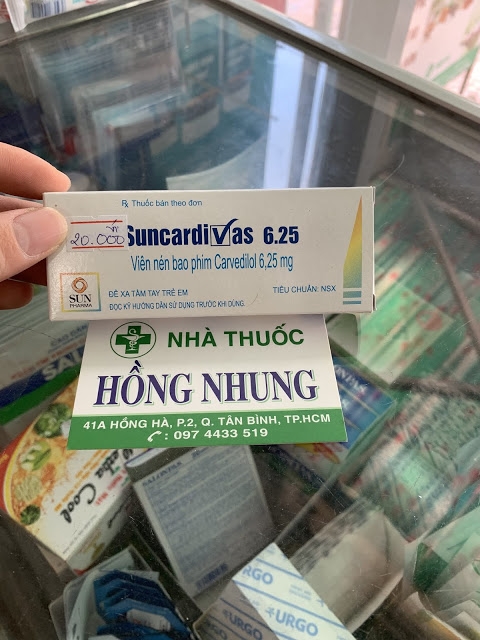 Rx Thuốc bán theo đơn
20.000
Suncardivas 6.25
Viên nén bao phim Carvedilol 6,25 mg
SUN
PHARMA
ĐỂ XA TẦM TAY TRẺ EM
TIÊU CHUẨN: NSX
ĐỌC KỸ HƯỚNG DẪN SỬ DỤNG TRƯỚC KHI DÙNG.
NHÀ THUỐC
HỒNG NHUNG
41A HỒNG HÀ, P.2, Q. TÂN BÌNH, TP.HCM
: 097 4433 519
Cool
URGO
URGO
URGO